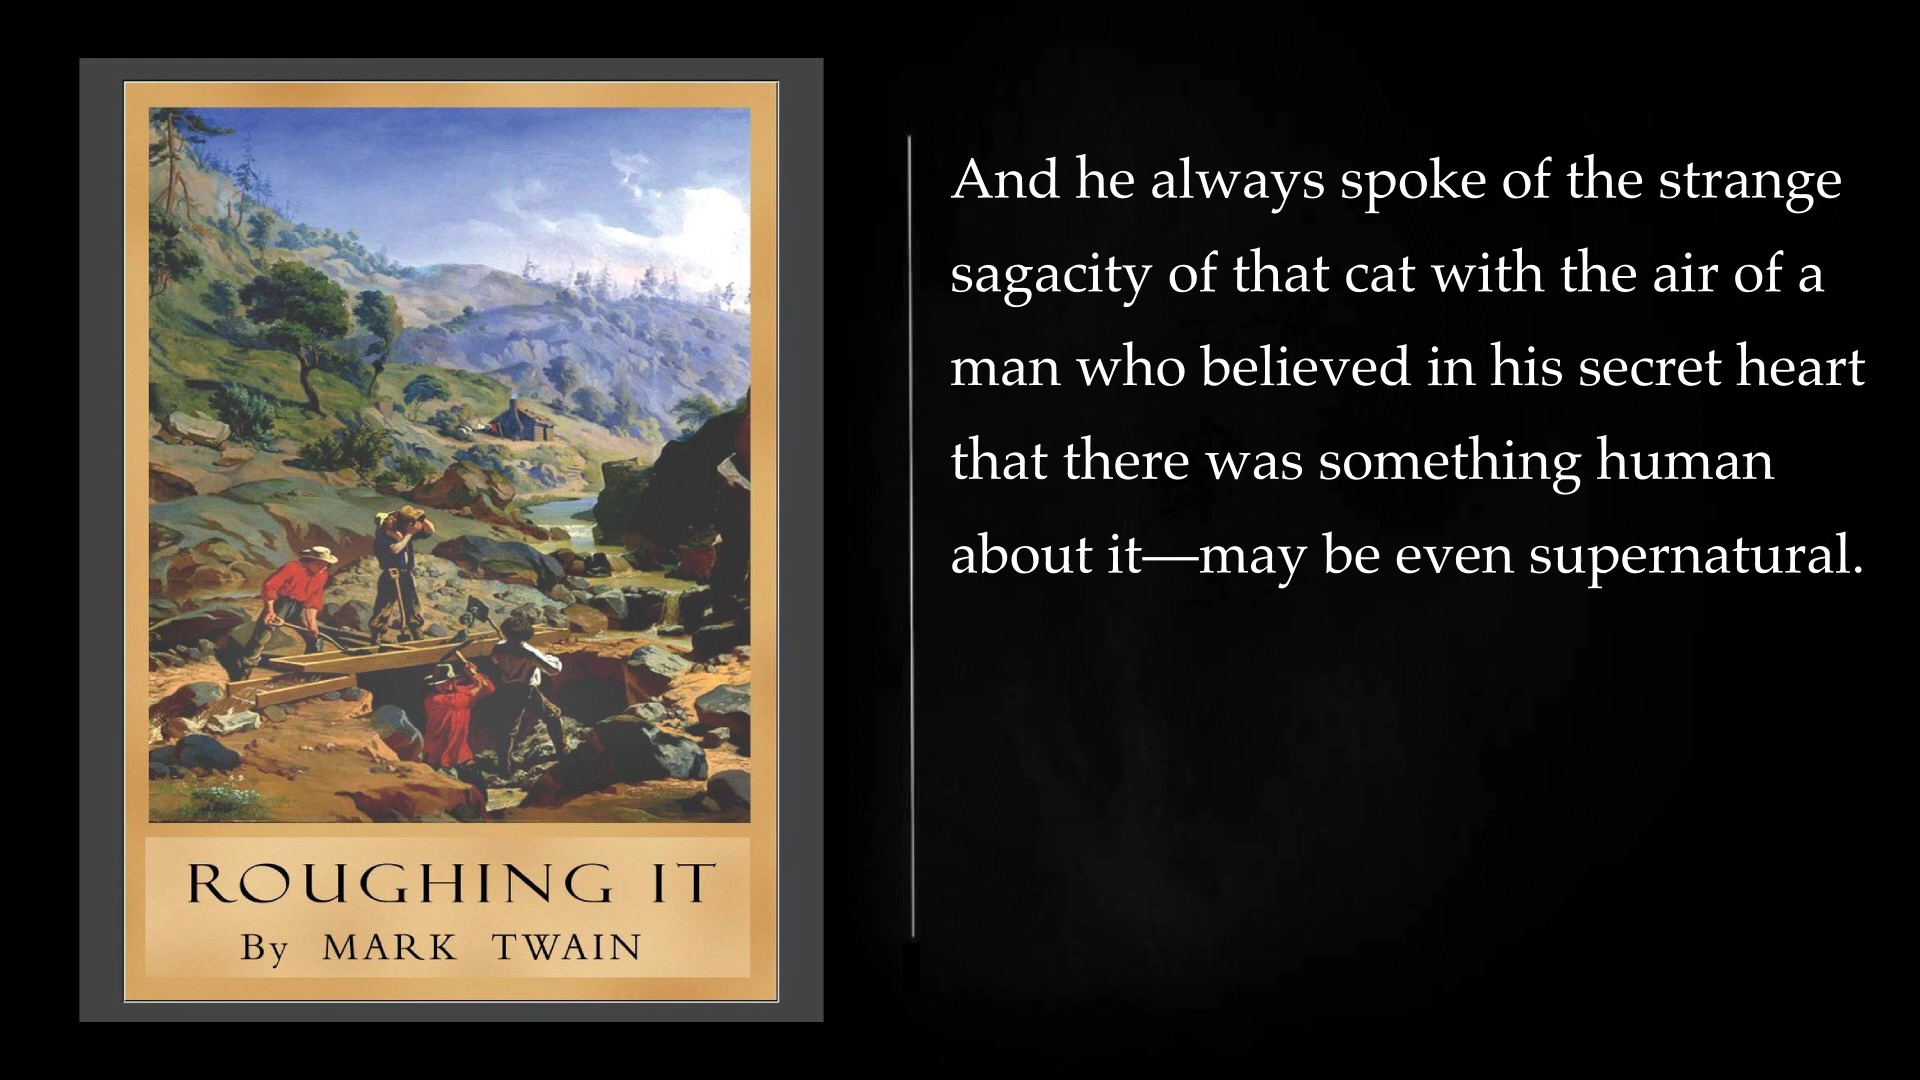 ROUGHING IT
By MARK TWAIN
And he always spoke of the strange
sagacity of that cat with the air of a
man who believed in his secret heart
that there was something human
about it—may be even supernatural.